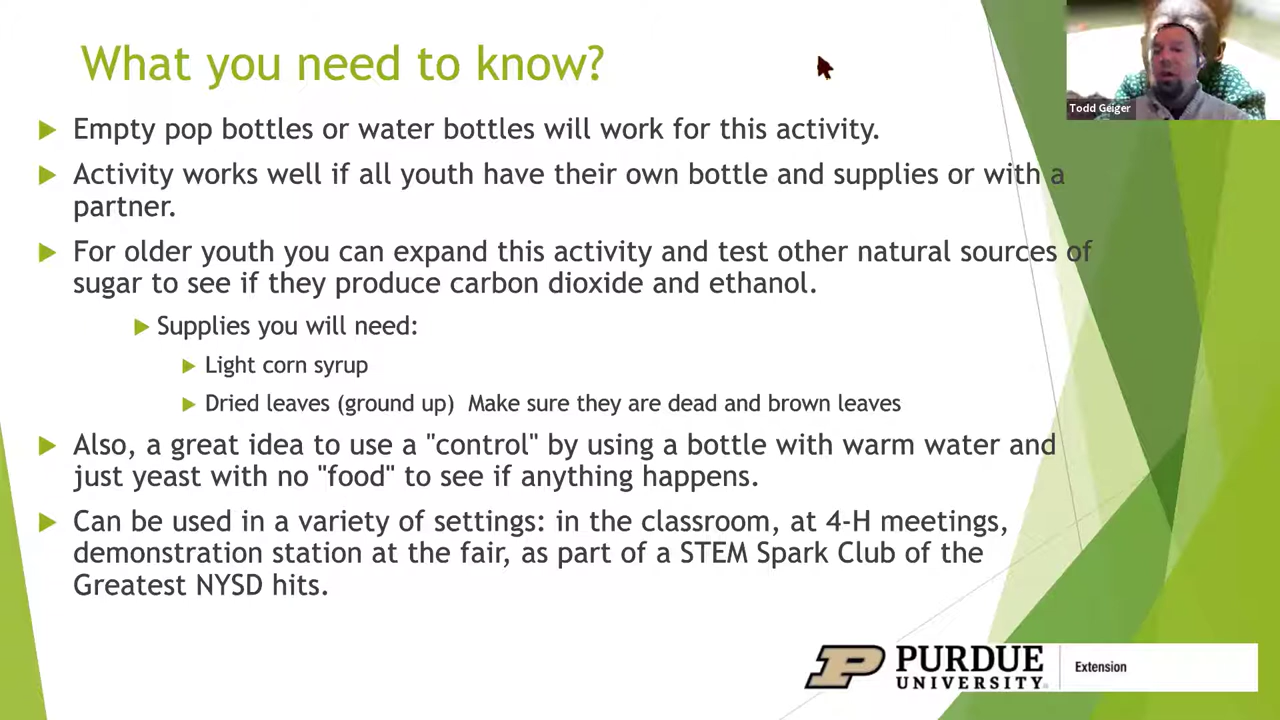 What you need to know?
Todd Geiger
Empty pop bottles or water bottles will work for this activity.
Activity works well if all youth have their own bottle and supplies or with a
partner.
For older youth you can expand this activity and test other natural sources of
sugar to see if they produce carbon dioxide and ethanol.
Supplies you will need:
Light corn syrup
Dried leaves (ground up)  Make sure they are dead and brown leaves
Also, a great idea to use a "control" by using a bottle with warm water and
just yeast with no "food" to see if anything happens.
Can be used in a variety of settings: in the classroom, at 4-H meetings,
demonstration station at the fair, as part of a STEM Spark Club of the
Greatest NYSD hits.
P PURDUE
UNIVERSITY®
Extension